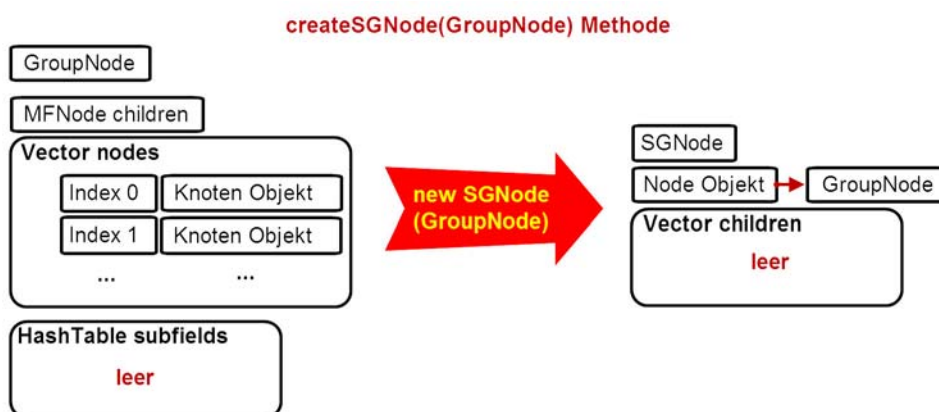 createSGNode(GroupNode) Methode
GroupNode
MFNode children
Vector nodes
Index 0 Knoten Objekt
Index 1 Knoten Objekt
... ...
HashTable subfields
leer
new SGNode
(GroupNode)
SGNode
Node Objekt GroupNode
Vector children
leer